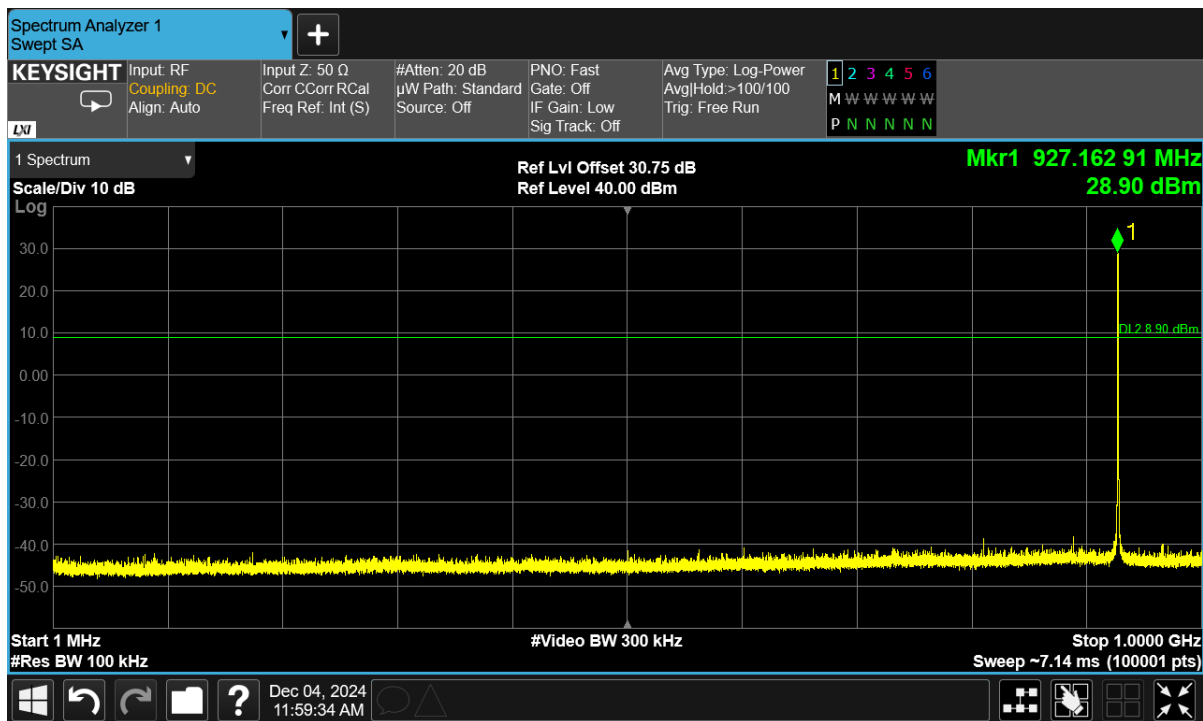 Spectrum Analyzer 1
Swept SA
KEYSIGHT
LXI
Input: RF
Coupling: DC
Align: Auto
Input Z: 50 Ω
Corr CCorr RCal
Freq Ref: Int (S)
#Atten: 20 dB
µW Path: Standard
Source: Off
PNO: Fast
Gate: Off
IF Gain: Low
Sig Track: Off
Avg Type: Log-Power
Avg|Hold:>100/100
Trig: Free Run
1 2 3 4 5 6
M W W W W W
P N N N N N
1 Spectrum
Scale/Div 10 dB
Log
Ref Lvl Offset 30.75 dB
Ref Level 40.00 dBm
Mkr1 927.162 91 MHz
28.90 dBm
1
30.0
20.0
10.0
DL2 8.90 dBm
0.00
-10.0
-20.0
-30.0
-40.0
-50.0
Start 1 MHz
#Res BW 100 kHz
#Video BW 300 kHz
Stop 1.0000 GHz
Sweep ~7.14 ms (100001 pts)
?
Dec 04, 2024
11:59:34 AM